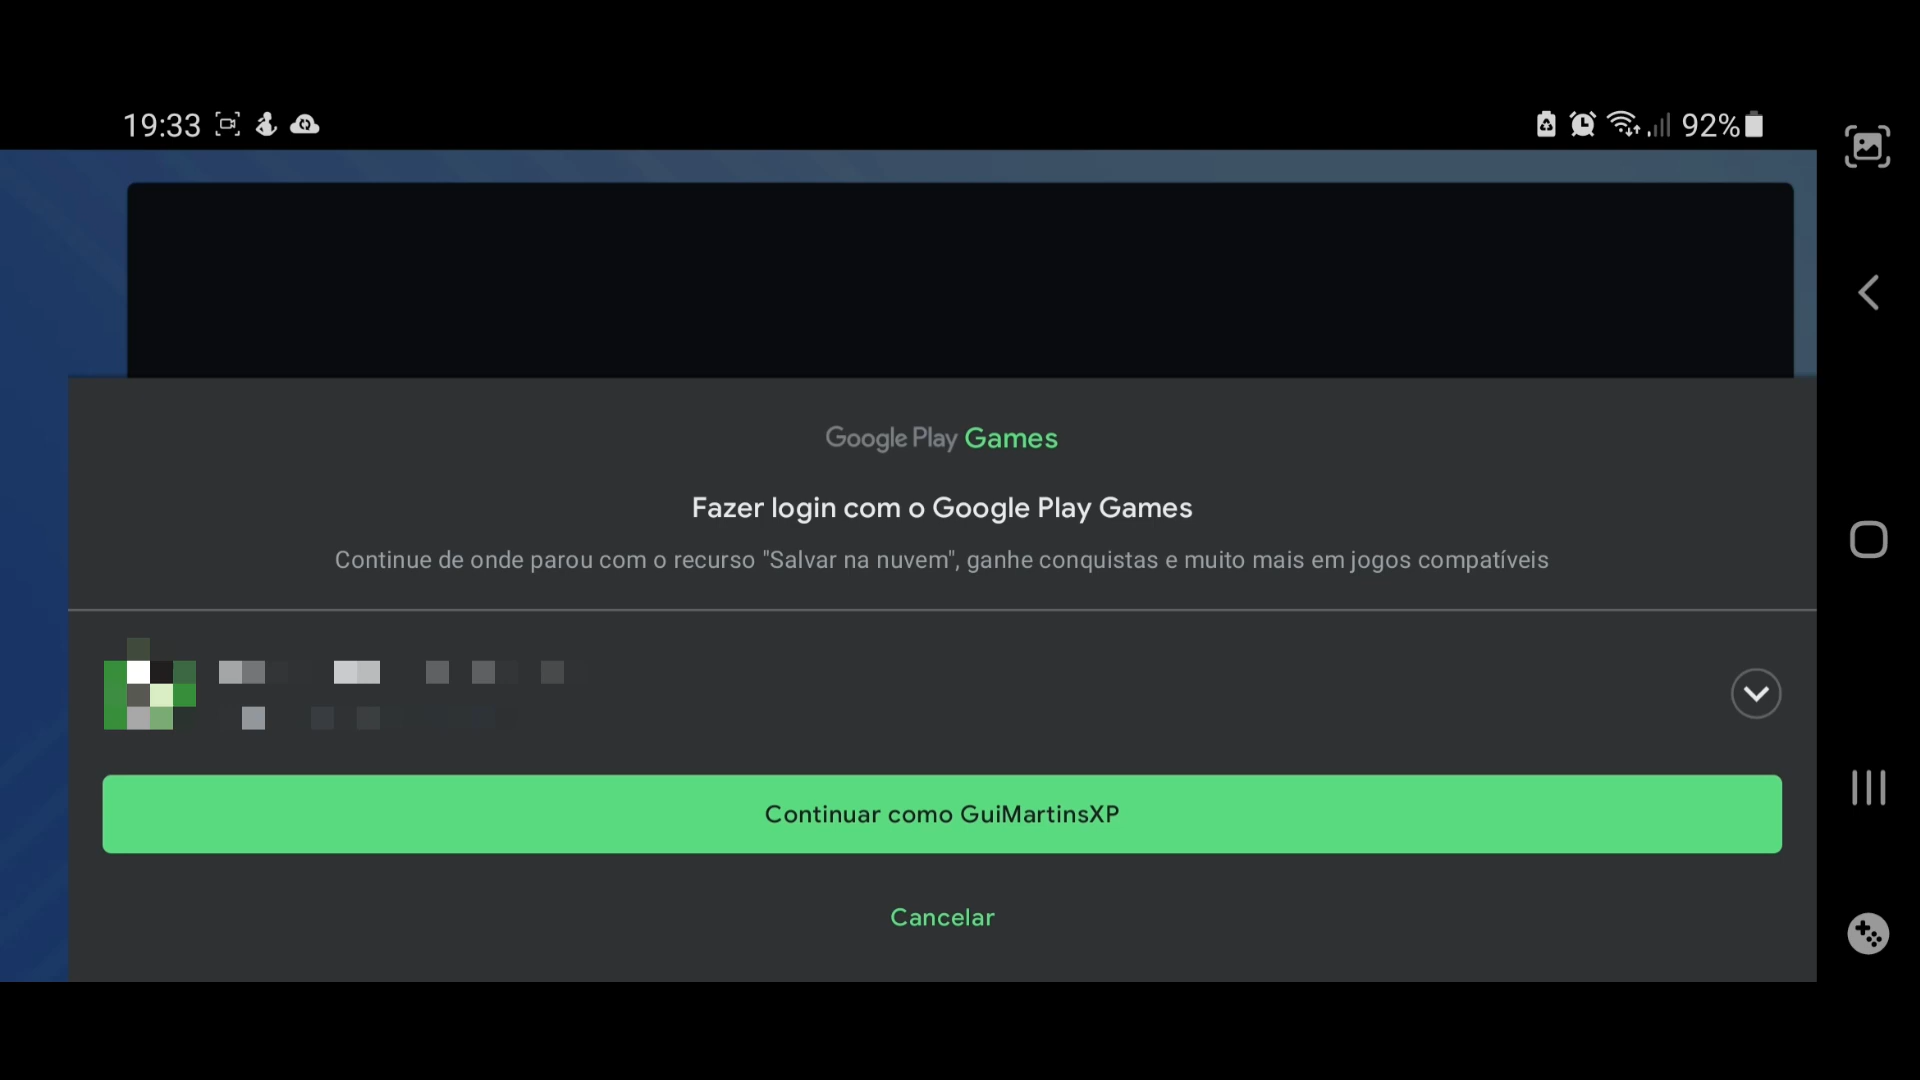 19:33
92%
Google Play Games
Fazer login com o Google Play Games
Continue de onde parou com o recurso "Salvar na nuvem", ganhe conquistas e muito mais em jogos compatíveis
Continuar como GuiMartinsXP
Cancelar